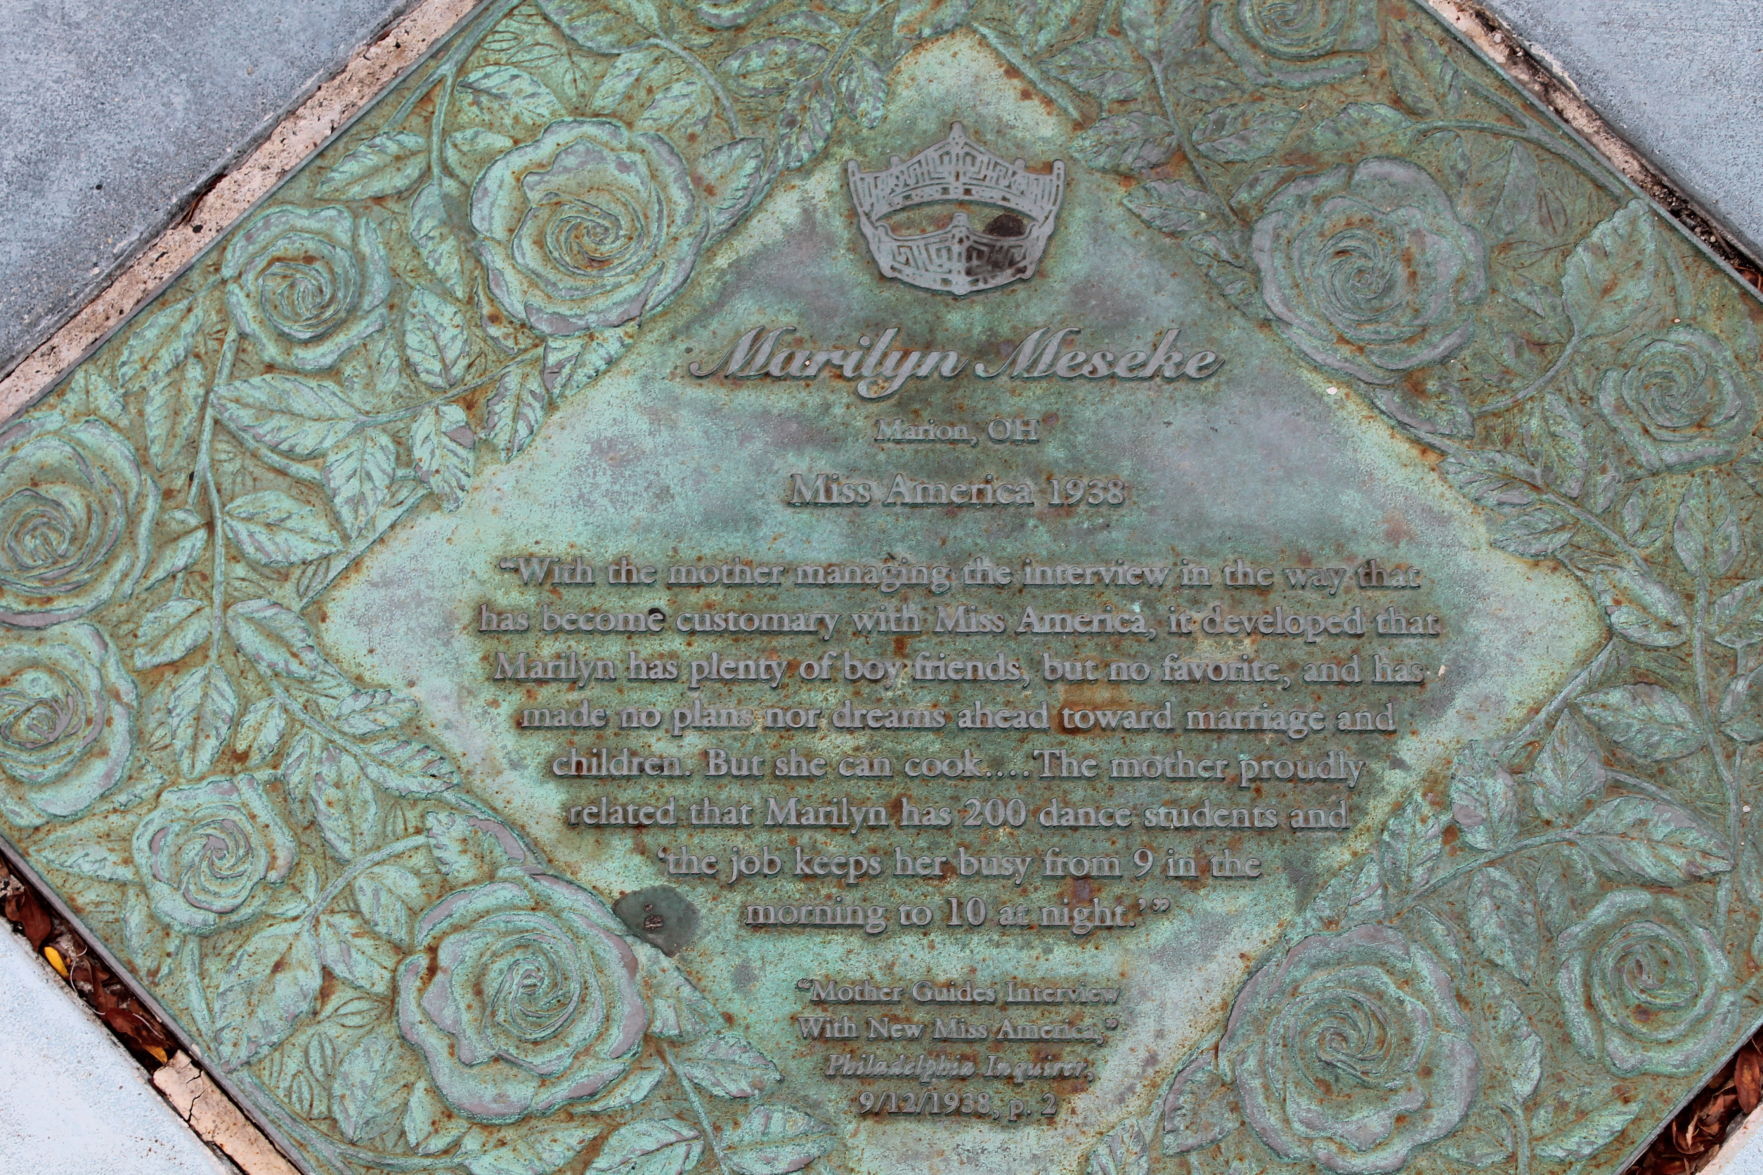 Marilyn Meseke
Marion, OH
Miss America 1938
“With the mother managing the interview in the way that
has become customary with Miss America, it developed that
Marilyn has plenty of boy friends, but no favorite, and has
made no plans nor dreams ahead toward marriage and
children. But she can cook.....The mother proudly
related that Marilyn has 200 dance students and
‘the job keeps her busy from 9 in the
morning to 10 at night.’”
“Mother Guides Interview
With New Miss America,”
Philadelphia Inquirer,
9/12/1938, p. 2